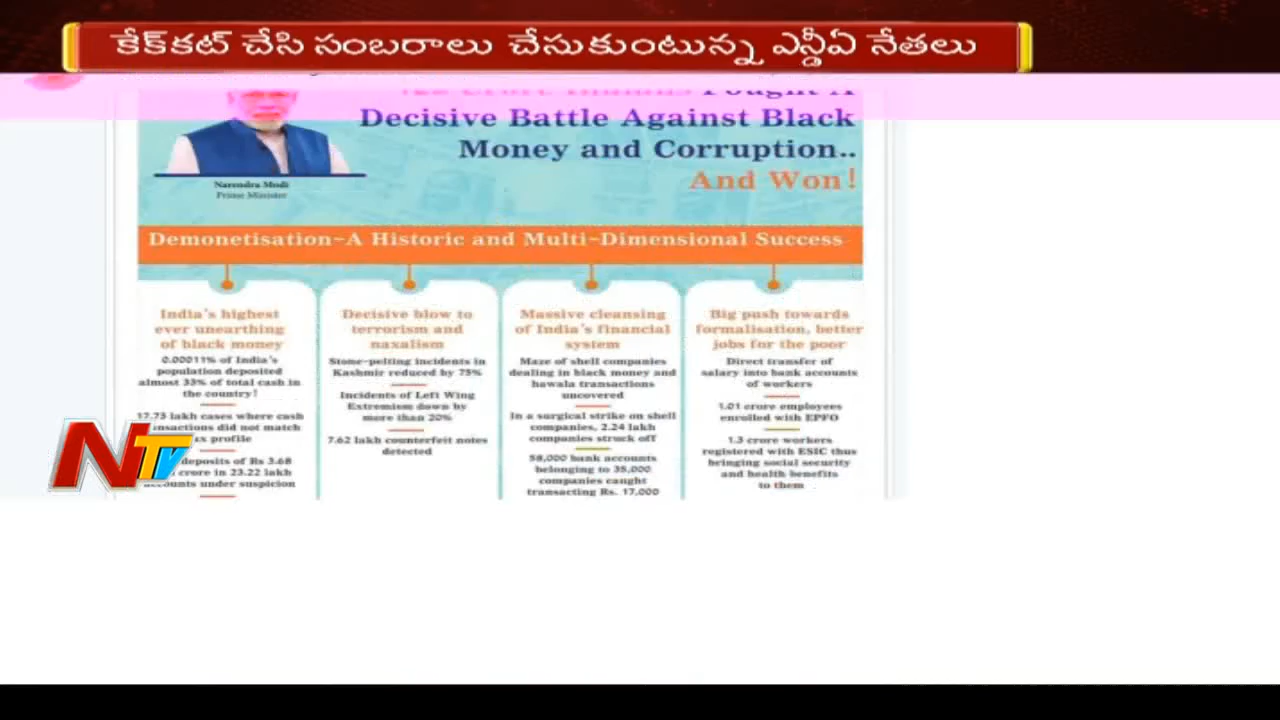 కేక్‌కట్ చేసి సంబరాలు చేసుకుంటున్న ఎన్డీఏ నేతలు
Fought A
Decisive Battle Against Black
Money and Corruption..
And Won!
Narendra Modi
Prime Minister
Demonetisation-A Historic and Multi-Dimensional Success
India's highest
ever unearthing
of black money
0.00011% of India's
population deposited
almost 33% of total cash in
the country!
17.73 lakh cases where cash
did not match
profile
deposits of Rs 3.68
crore in 23.22 lakh
under suspicion
Decisive blow to
terrorism and
naxalism
Stone-pelting incidents in
Kashmir reduced by 75%
Incidents of Left Wing
Extremism down by
more than 20%
7.62 lakh counterfeit notes
detected
Massive cleansing
of India's financial
system
Maze of shell companies
dealing in black money and
hawala transactions
uncovered
In a surgical strike on shell
companies, 2.24 lakh
companies struck off
58,000 bank accounts
belonging to 35,000
companies caught
transacting Rs. 17,000
Big push towards
formalisation, better
jobs for the poor
Direct transfer of
salary into bank accounts
of workers
1.01 crore employees
enrolled with EPFO
1.3 crore workers
registered with ESIC thus
bringing social security
and health benefits
to them
NTV